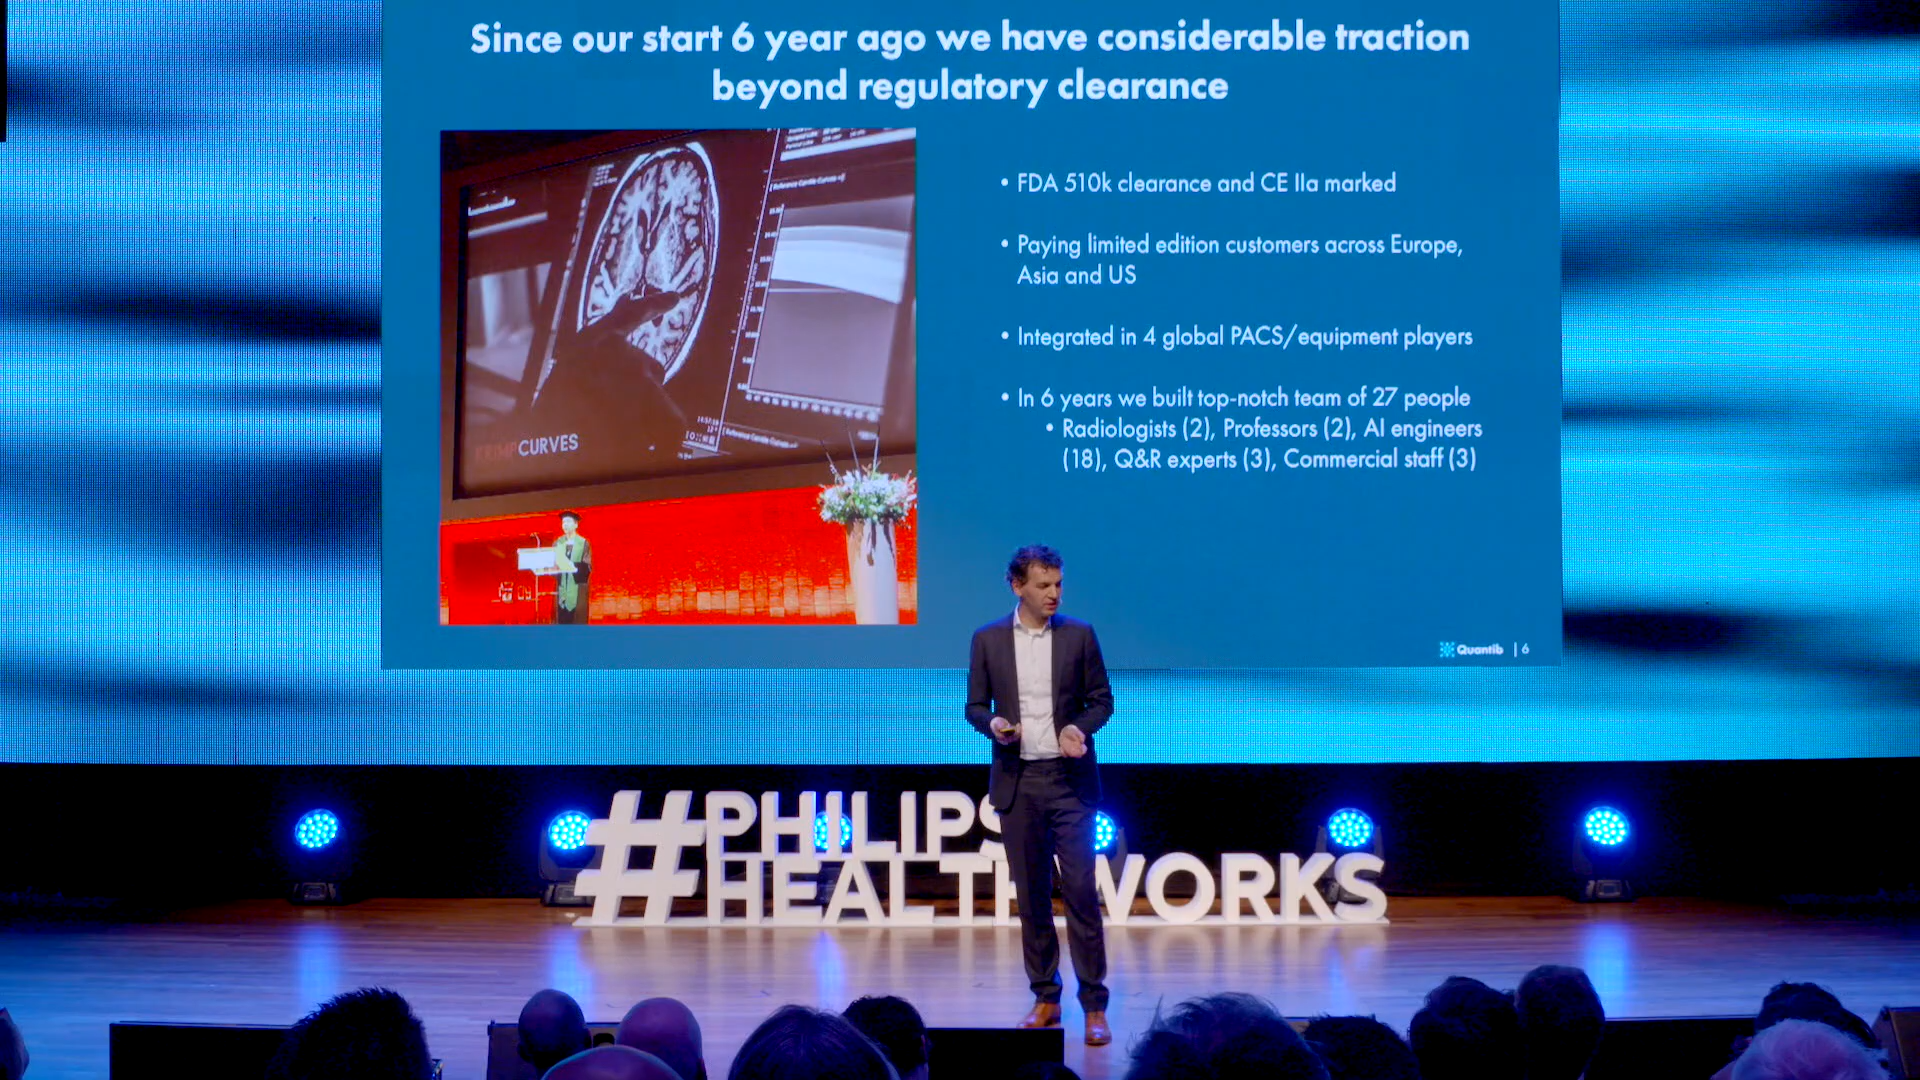 Since our start 6 year ago we have considerable traction
beyond regulatory clearance
• FDA 510k clearance and CE IIa marked
• Paying limited edition customers across Europe,
Asia and US
• Integrated in 4 global PACS/equipment players
• In 6 years we built top-notch team of 27 people
• Radiologists (2), Professors (2), AI engineers
(18), Q&R experts (3), Commercial staff (3)
CURVES
Quantib | 6
#PHILIPS
HEALTHWORKS